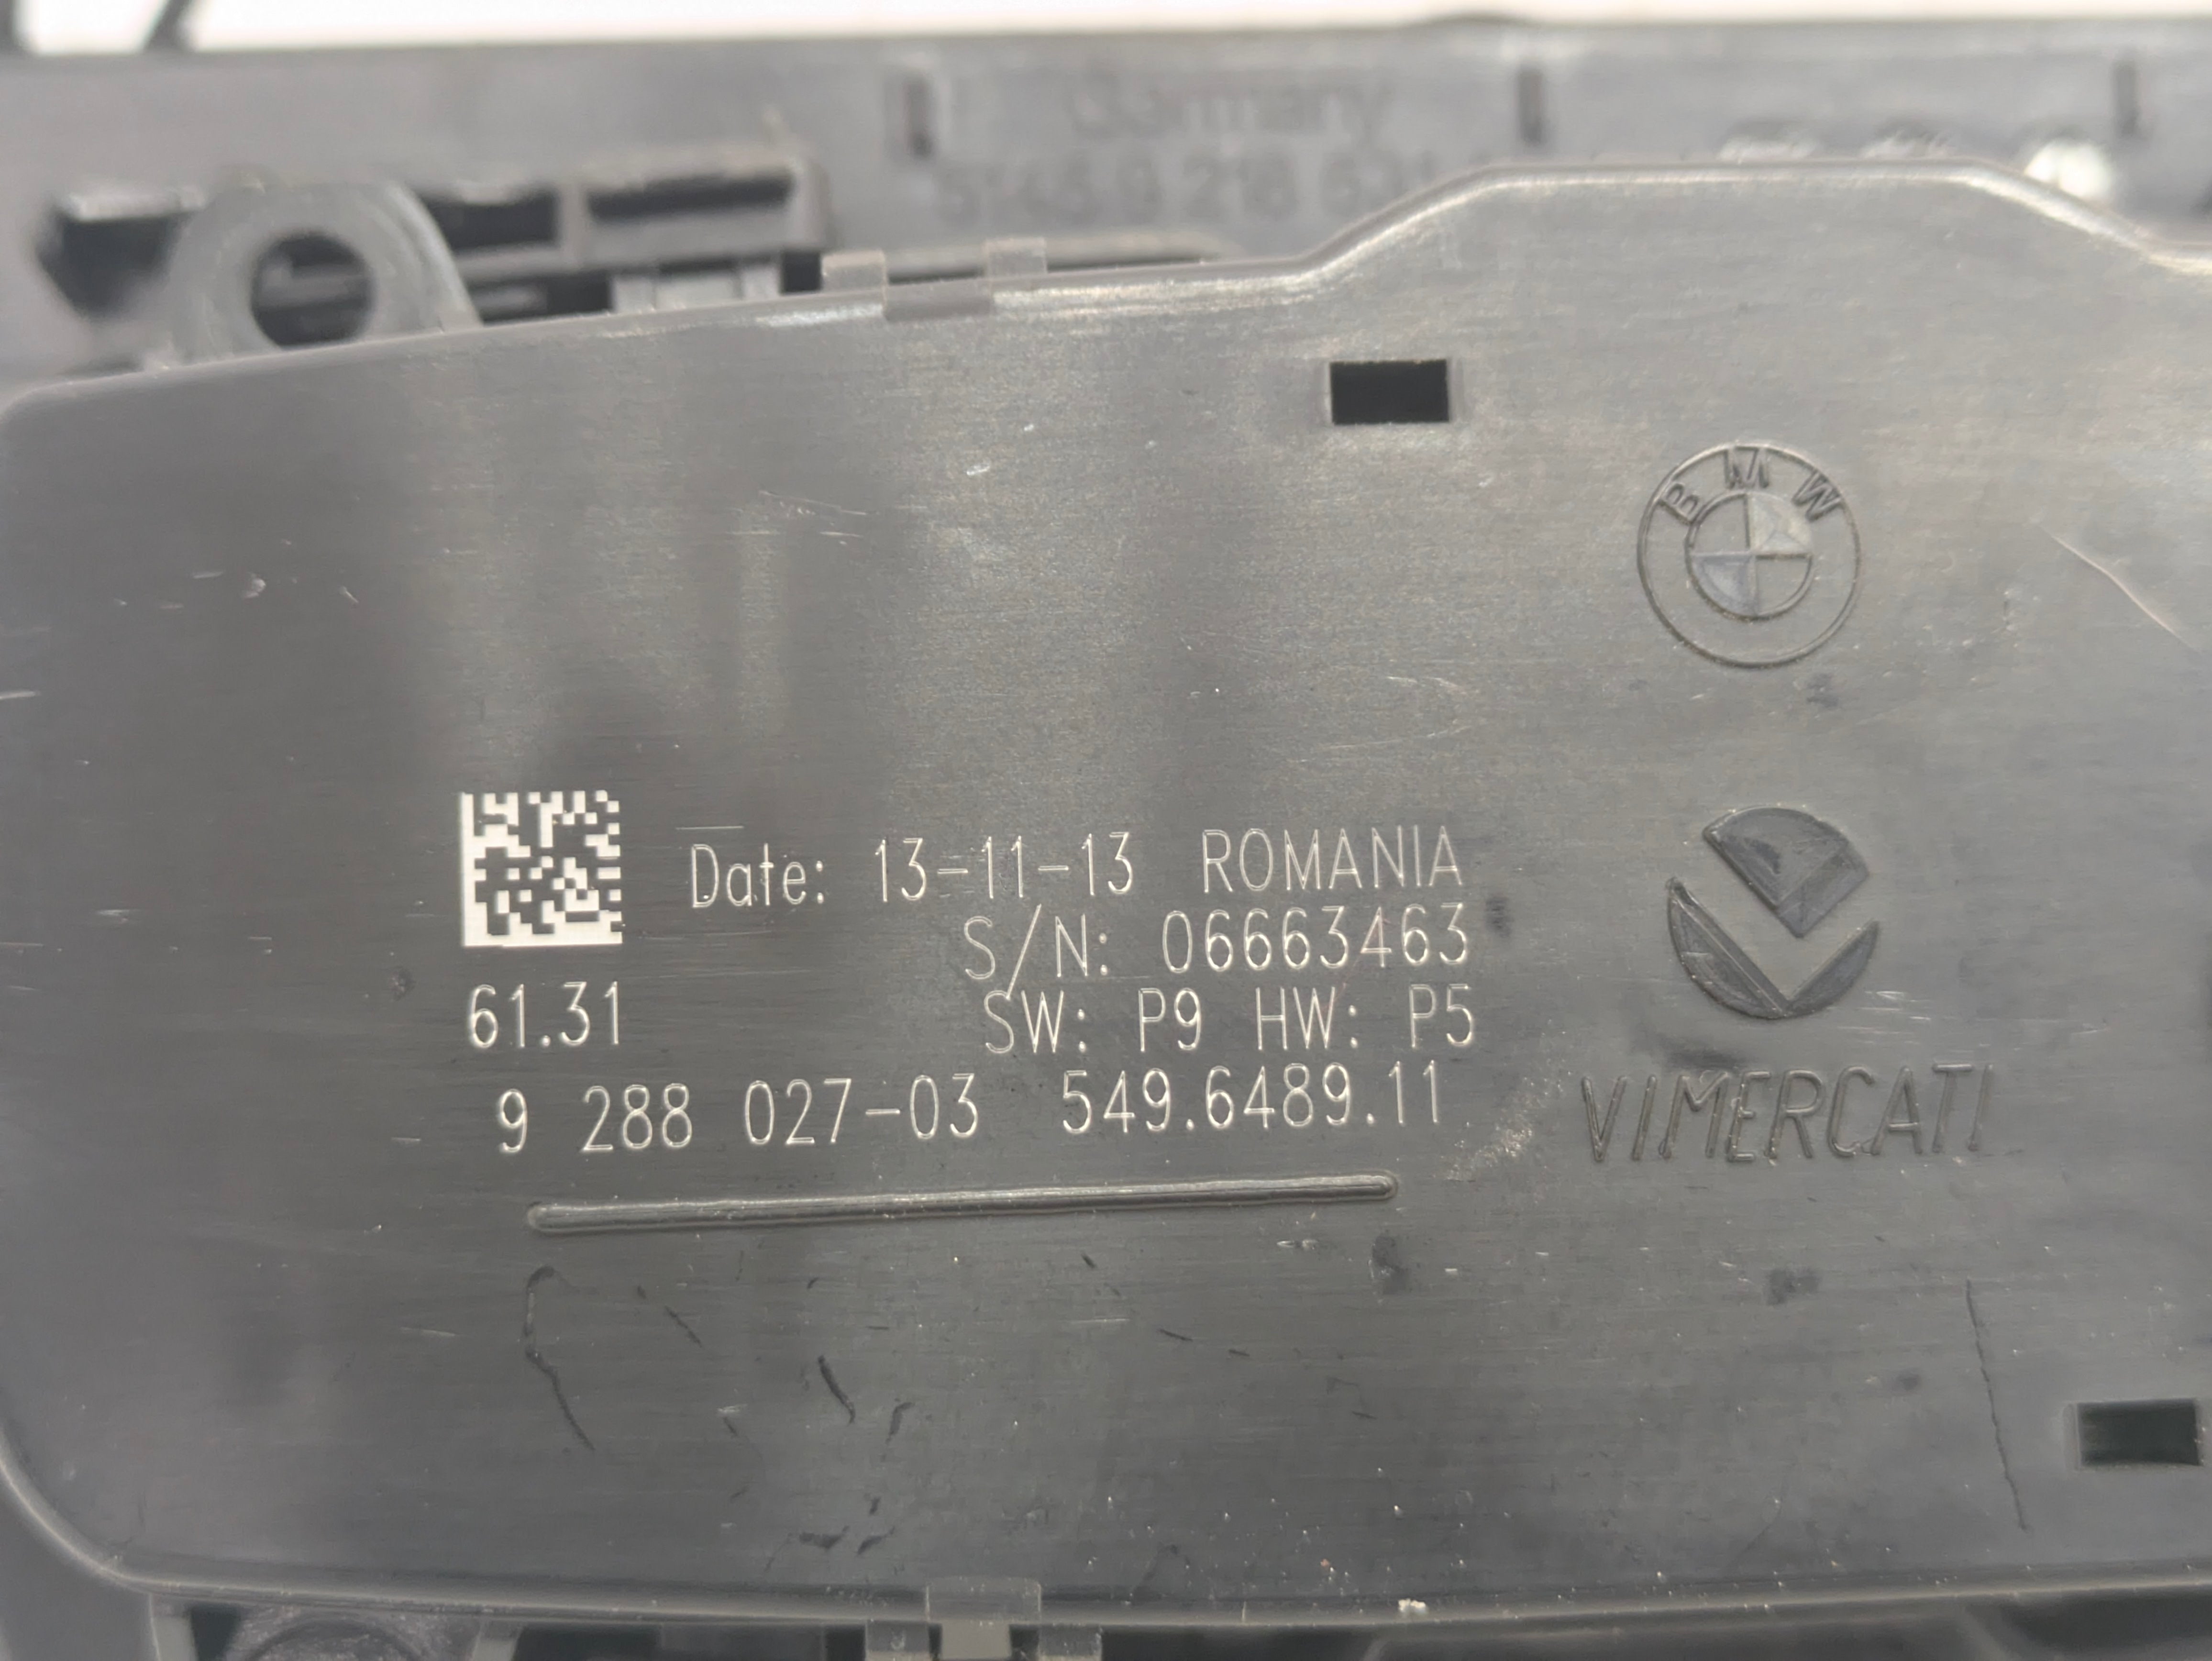 Germany
BMW
Date: 13-11-13 ROMANIA
S/N: 06663463
61.31 SW: P9 HW: P5
9 288 027-03 549.6489.11
VIMERCATI